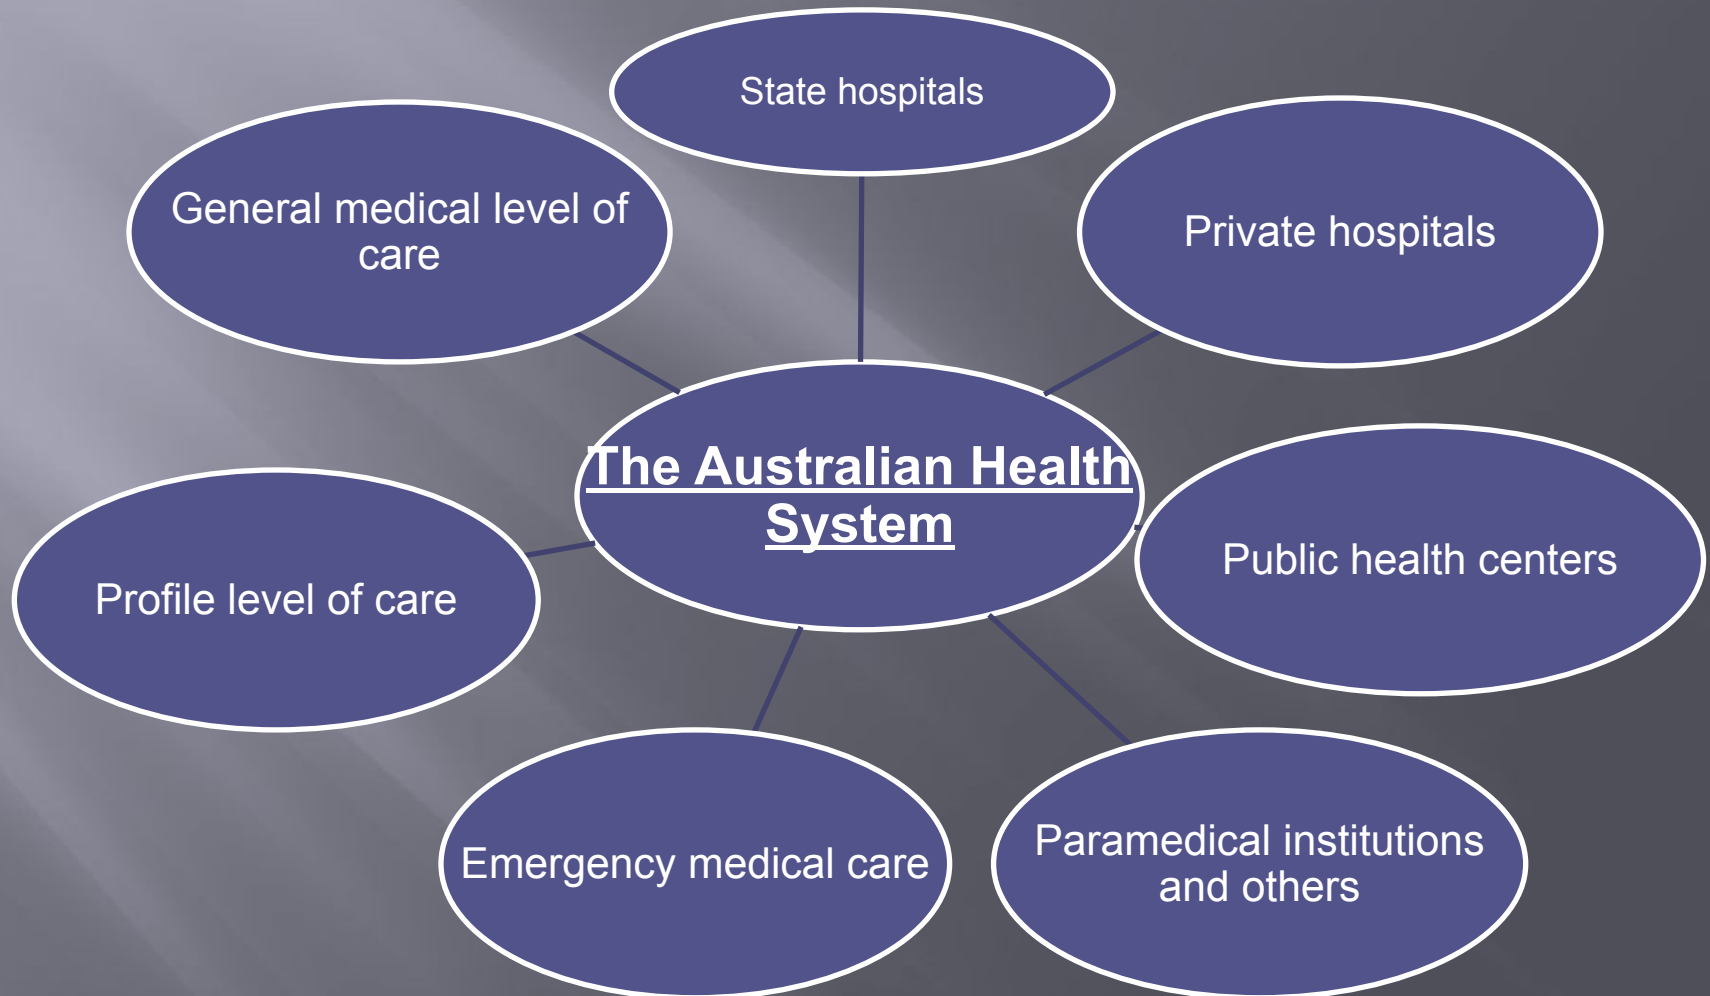 State hospitals
General medical level of
care
Private hospitals
The Australian Health
System
Profile level of care
Public health centers
Emergency medical care
Paramedical institutions
and others